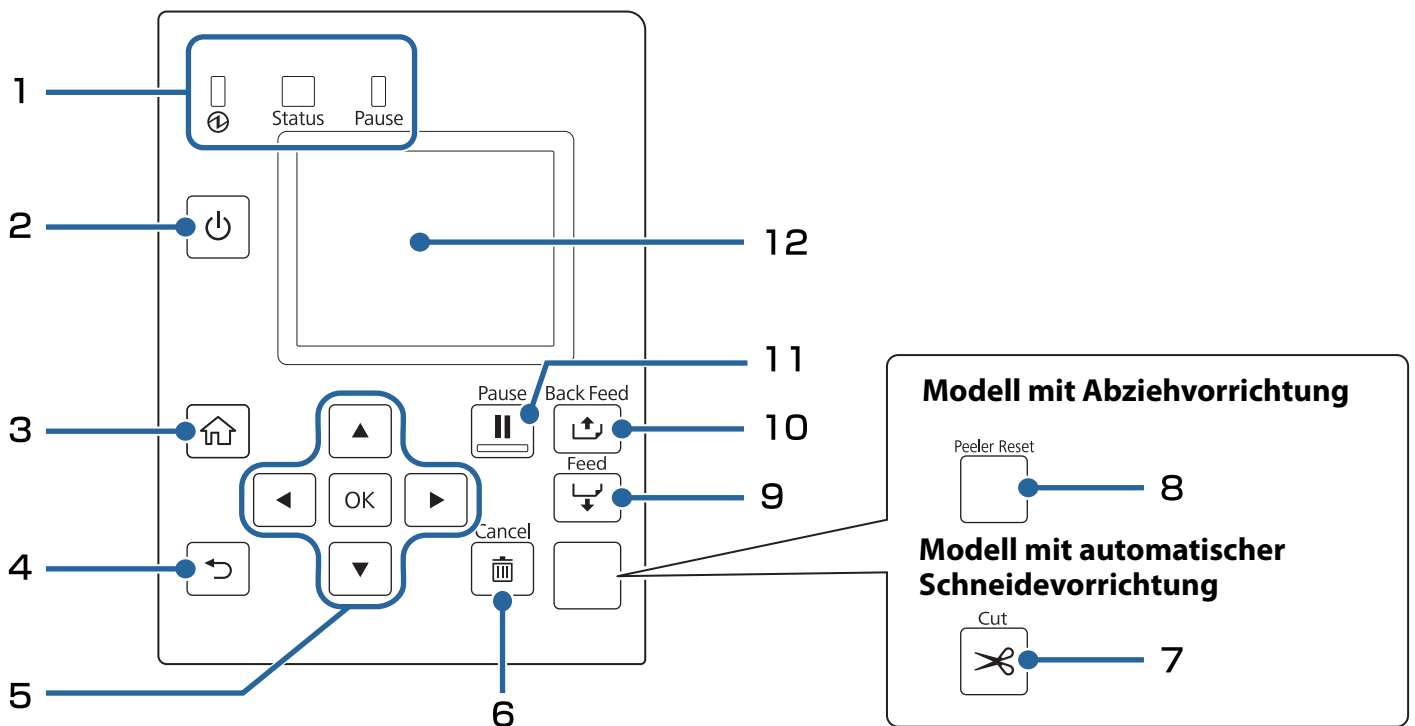 1
Status
Pause
2
12
11
Pause
Back Feed
3
10
Feed
OK
9
Cancel
4
5
6
Modell mit Abziehvorrichtung
Peeler Reset
8
Modell mit automatischer
Schneidevorrichtung
Cut
7